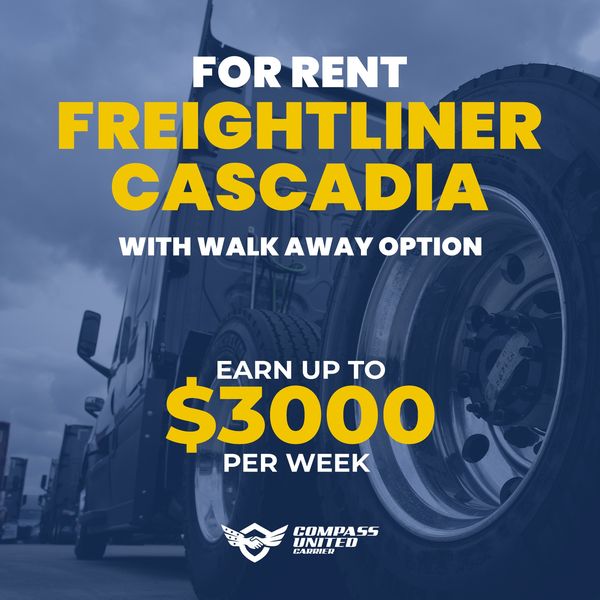 FOR RENT
FREIGHTLINER
CASCADIA
WITH WALK AWAY OPTION
EARN UP TO
$3000
PER WEEK
COMPASS
UNITED
CARRIER